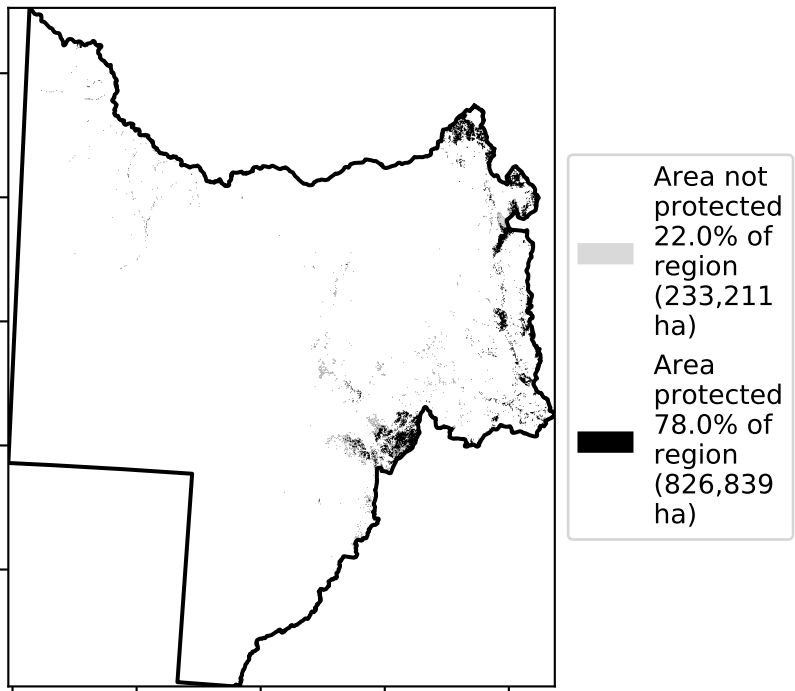 Area not
protected
22.0% of
region
(233,211
ha)
Area
protected
78.0% of
region
(826,839
ha)